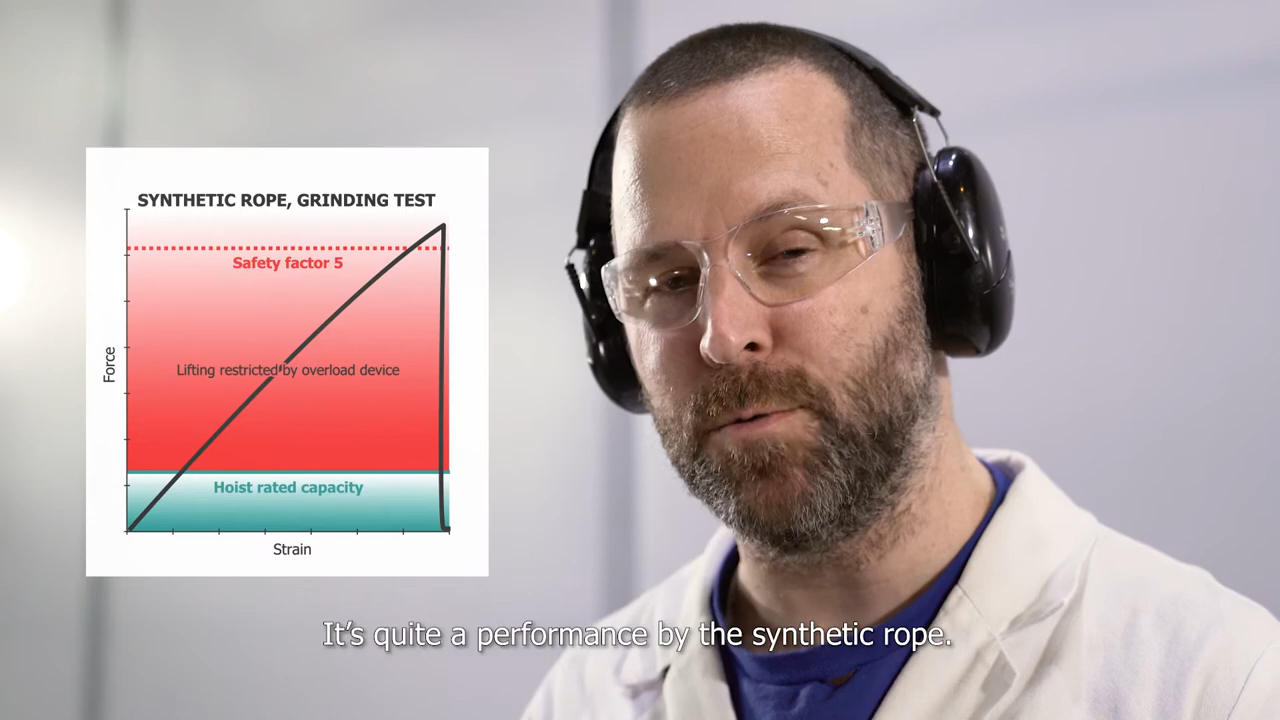 SYNTHETIC ROPE, GRINDING TEST
Safety factor 5
Lifting restricted by overload device
Hoist rated capacity
Force
Strain
It's quite a performance by the synthetic rope.